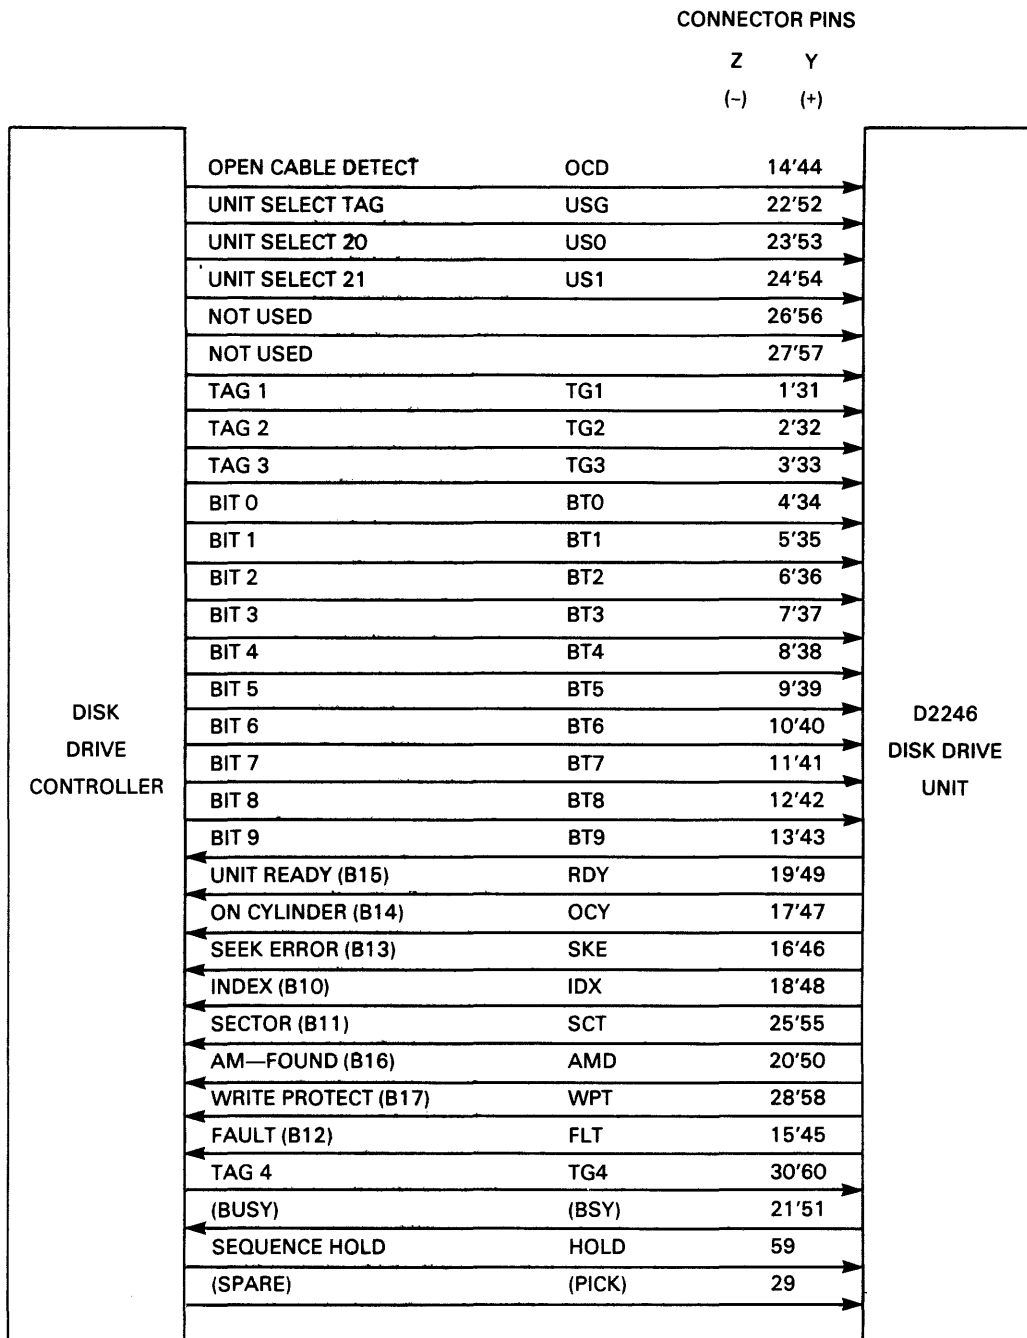 CONNECTOR PINS
Z Y
(-) (+)
OPEN CABLE DETECT OCD 14'44
UNIT SELECT TAG USG 22'52
UNIT SELECT 20 US0 23'53
UNIT SELECT 21 US1 24'54
NOT USED 26'56
NOT USED 27'57
TAG 1 TG1 1'31
TAG 2 TG2 2'32
TAG 3 TG3 3'33
BIT 0 BT0 4'34
BIT 1 BT1 5'35
BIT 2 BT2 6'36
BIT 3 BT3 7'37
BIT 4 BT4 8'38
BIT 5 BT5 9'39
BIT 6 BT6 10'40
BIT 7 BT7 11'41
BIT 8 BT8 12'42
BIT 9 BT9 13'43
UNIT READY (B15) RDY 19'49
ON CYLINDER (B14) OCY 17'47
SEEK ERROR (B13) SKE 16'46
INDEX (B10) IDX 18'48
SECTOR (B11) SCT 25'55
AM—FOUND (B16) AMD 20'50
WRITE PROTECT (B17) WPT 28'58
FAULT (B12) FLT 15'45
TAG 4 TG4 30'60
(BUSY) (BSY) 21'51
SEQUENCE HOLD HOLD 59
(SPARE) (PICK) 29
DISK
DRIVE
CONTROLLER
D2246
DISK DRIVE
UNIT